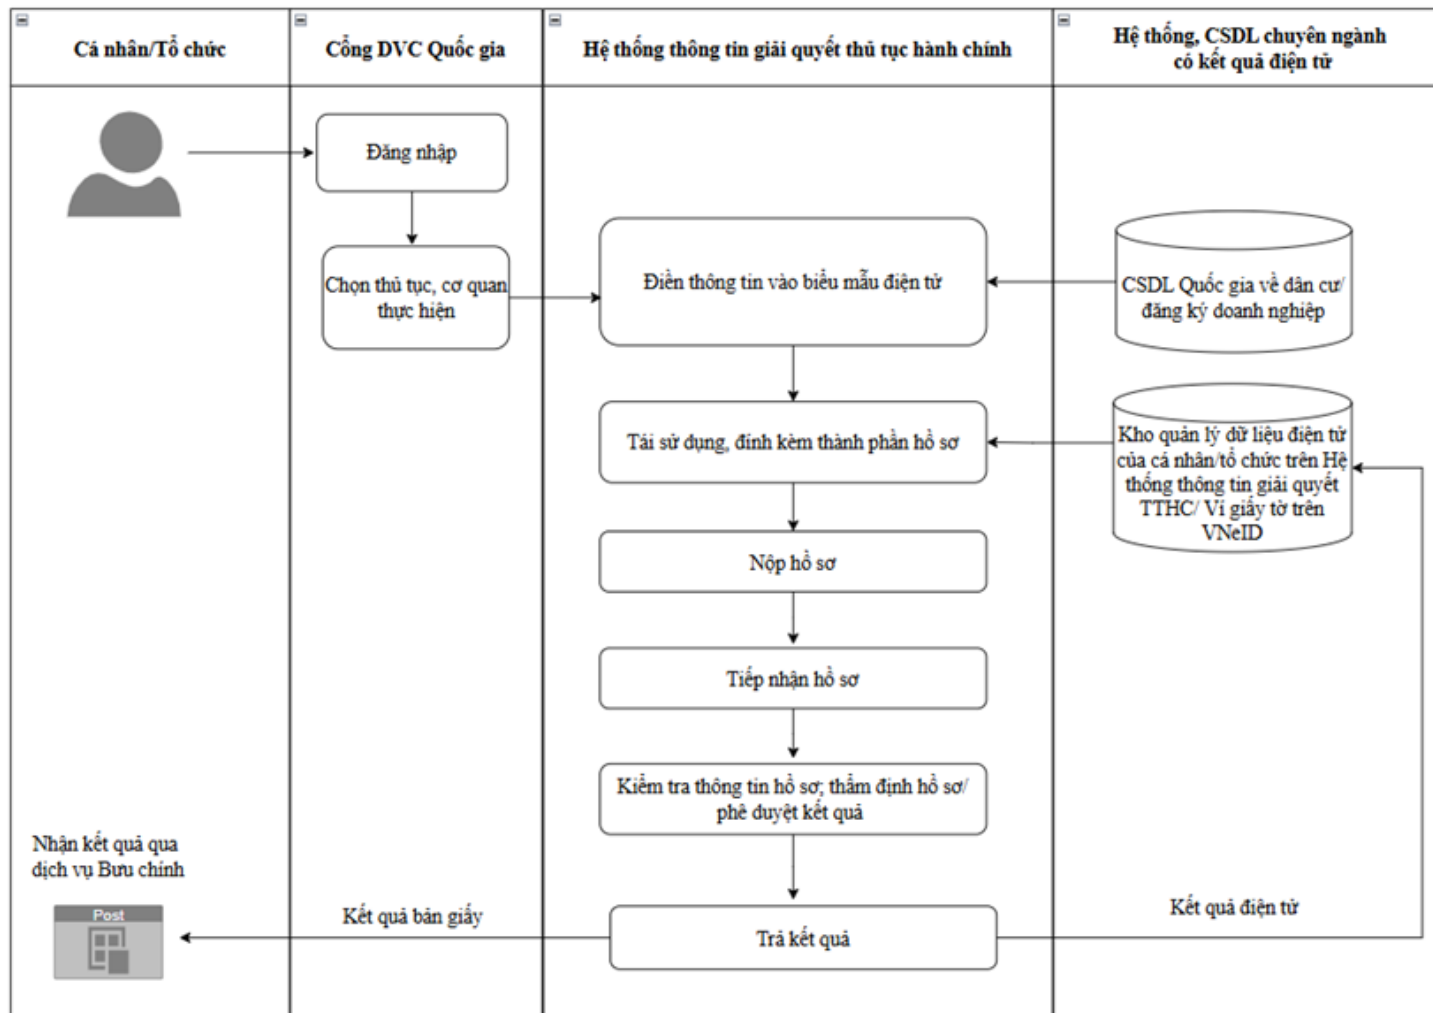 Cá nhân/Tổ chức
Cổng DVC Quốc gia
Hệ thống thông tin giải quyết thủ tục hành chính
Hệ thống, CSDL chuyên ngành
có kết quả điện tử
Đăng nhập
Chọn thủ tục, cơ quan
thực hiện
Điền thông tin vào biểu mẫu điện tử
CSDL Quốc gia về dân cư/
đăng ký doanh nghiệp
Tái sử dụng, đính kèm thành phần hồ sơ
Kho quản lý dữ liệu điện tử
của cá nhân/tổ chức trên Hệ
thống thông tin giải quyết
TTHC/ Ví giấy tờ trên
VNeID
Nộp hồ sơ
Tiếp nhận hồ sơ
Kiểm tra thông tin hồ sơ; thẩm định hồ sơ/
phê duyệt kết quả
Nhận kết quả qua
dịch vụ Bưu chính
Post
Kết quả bản giấy
Trả kết quả
Kết quả điện tử